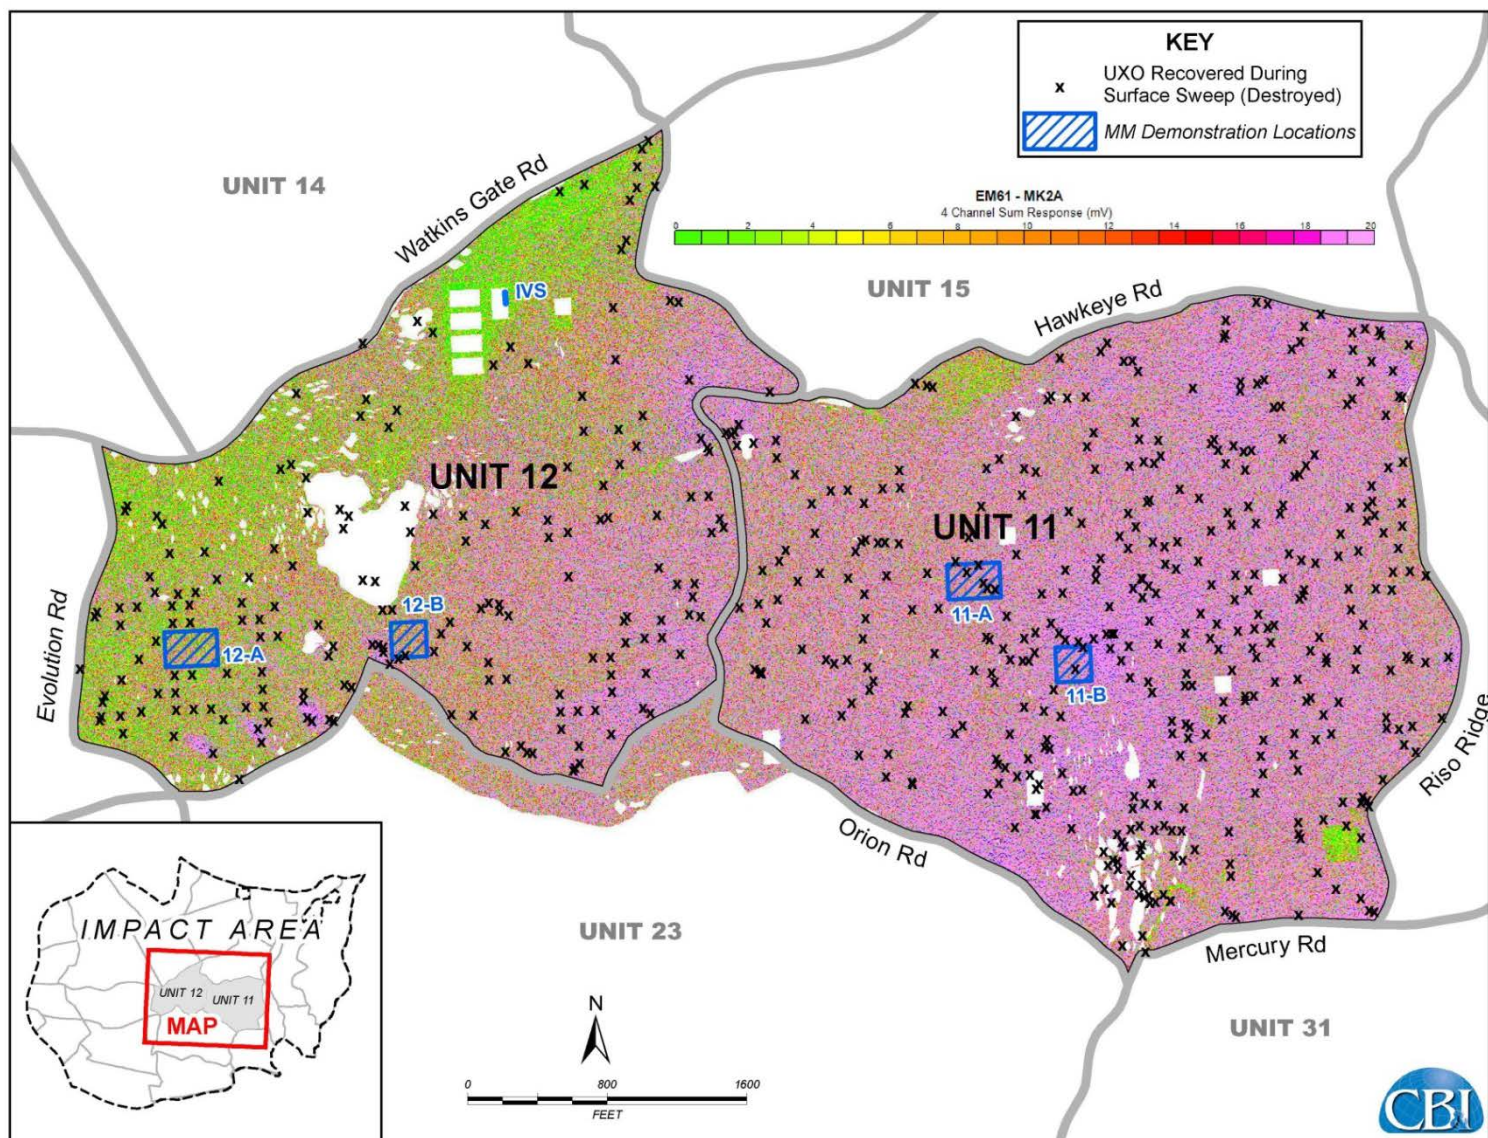 KEY
x UXO Recovered During
Surface Sweep (Destroyed)
MM Demonstration Locations
UNIT 14
Watkins Gate Rd
EM61 - MK2A
4 Channel Sum Response (mV)
0 2 4 6 8 10 12 14 16 18 20
IVS
UNIT 15
Hawkeye Rd
UNIT 12
UNIT 11
Evolution Rd
12-A
12-B
11-A
11-B
Riso Ridge
Orion Rd
Mercury Rd
UNIT 23
UNIT 31
IMPACT AREA
UNIT 12
UNIT 11
MAP
N
0 800 1600
FEET
CB&I